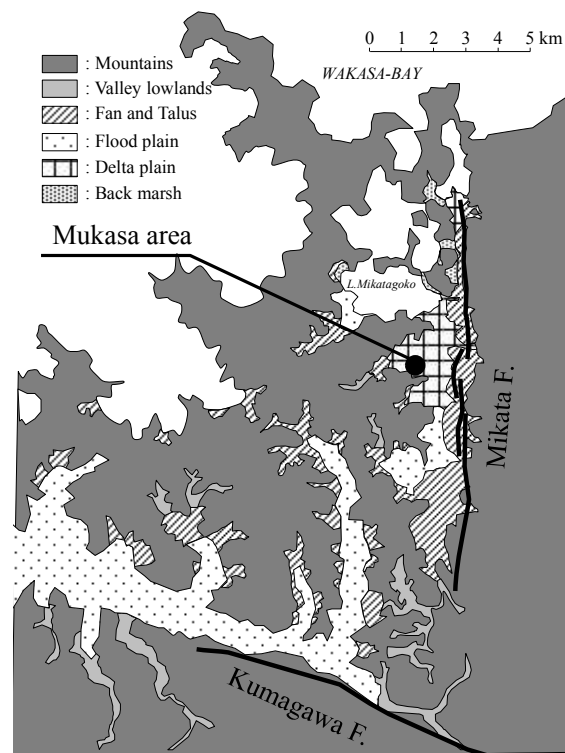 0 1 2 3 4 5 km
WAKASA-BAY
: Mountains
: Valley lowlands
: Fan and Talus
: Flood plain
: Delta plain
: Back marsh
Mukasa area
L.Mikatagoko
Mikata F.
Kumagawa F.